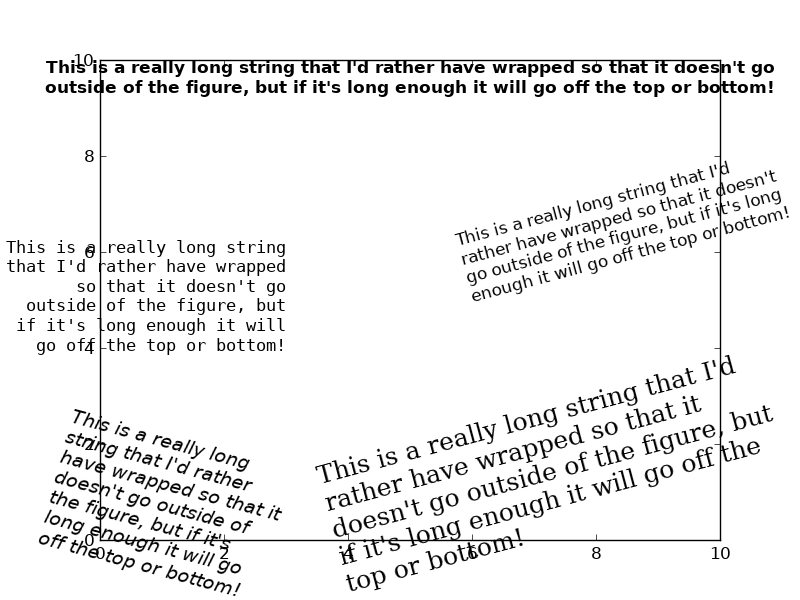 10
This is a really long string that I'd rather have wrapped so that it doesn't go
outside of the figure, but if it's long enough it will go off the top or bottom!
8
This is a really long string that I'd
rather have wrapped so that it doesn't
go outside of the figure, but if it's long
enough it will go off the top or bottom!
6
This is a really long string
that I'd rather have wrapped
so that it doesn't go
outside of the figure, but
if it's long enough it will
go off the top or bottom!
4
This is a really long string that I'd
rather have wrapped so that it
doesn't go outside of the figure, but
if it's long enough it will go off the
top or bottom!
This is a really long
string that I'd rather
have wrapped so that it
doesn't go outside of
the figure, but if it's
long enough it will go
off the top or bottom!
2
0
0 2 4 6 8 10